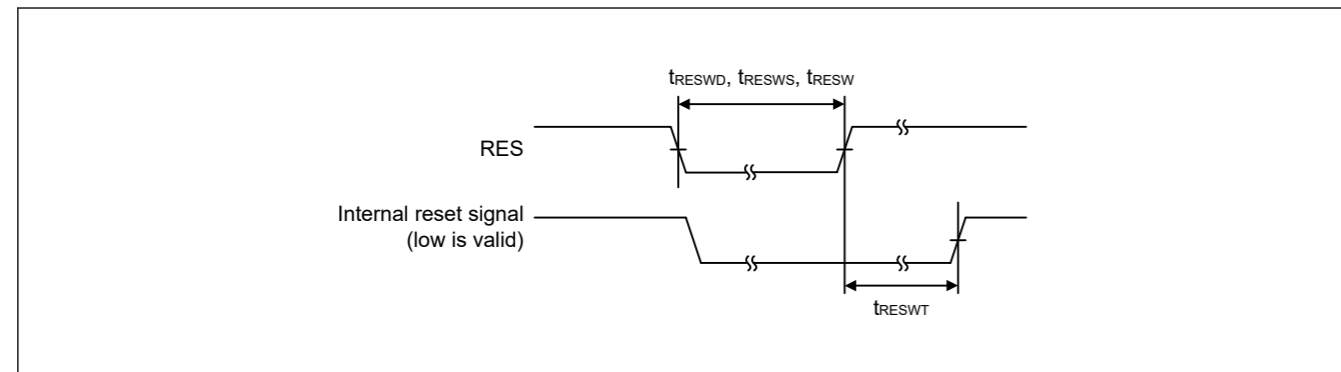 tRESWD, tRESWS, tRESW
RES
Internal reset signal
(low is valid)
tRESWT